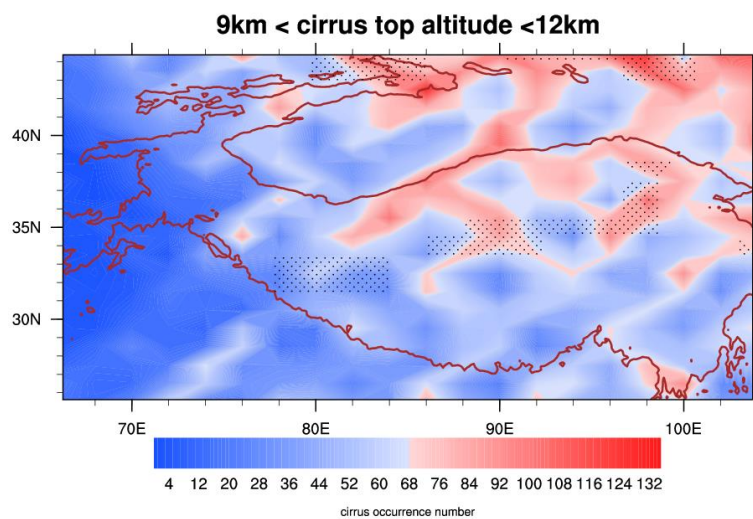 9km < cirrus top altitude <12km
40N
35N
30N
70E 80E 90E 100E
4 12 20 28 36 44 52 60 68 76 84 92 100 108 116 124 132
cirrus occurrence number